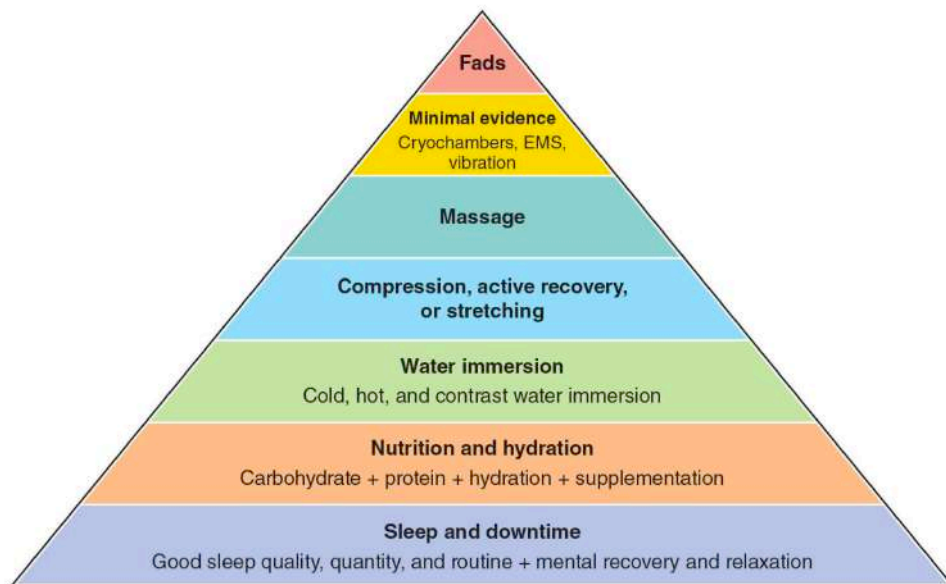 Fads
Minimal evidence
Cryochambers, EMS,
vibration
Massage
Compression, active recovery,
or stretching
Water immersion
Cold, hot, and contrast water immersion
Nutrition and hydration
Carbohydrate + protein + hydration + supplementation
Sleep and downtime
Good sleep quality, quantity, and routine + mental recovery and relaxation